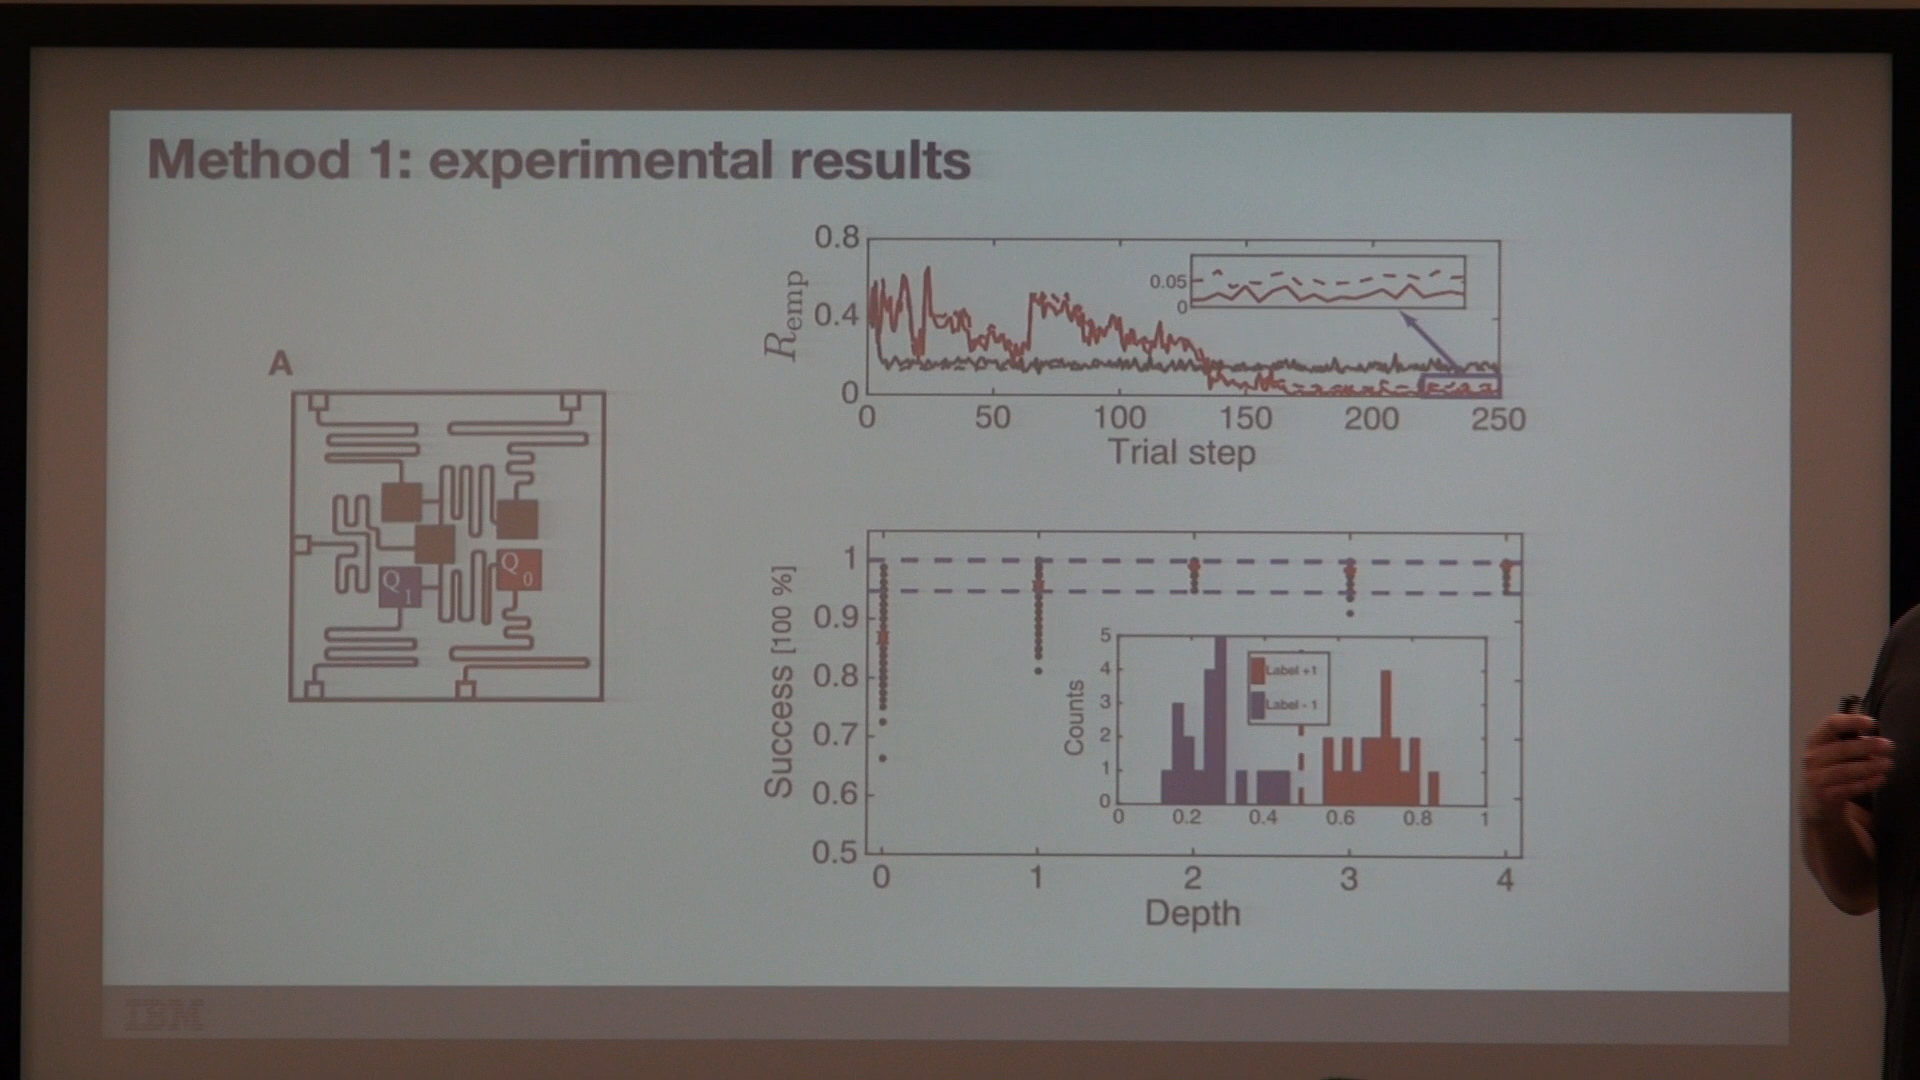 Method 1: experimental results
A
Q1
Q0
0.8
0.4
0
Remp
0.05
0
0 50 100 150 200 250
Trial step
1
0.9
0.8
0.7
0.6
0.5
Success [100 %]
5
4
3
2
1
0
Counts
Label +1
Label - 1
0 0.2 0.4 0.6 0.8 1
0 1 2 3 4
Depth
IBM